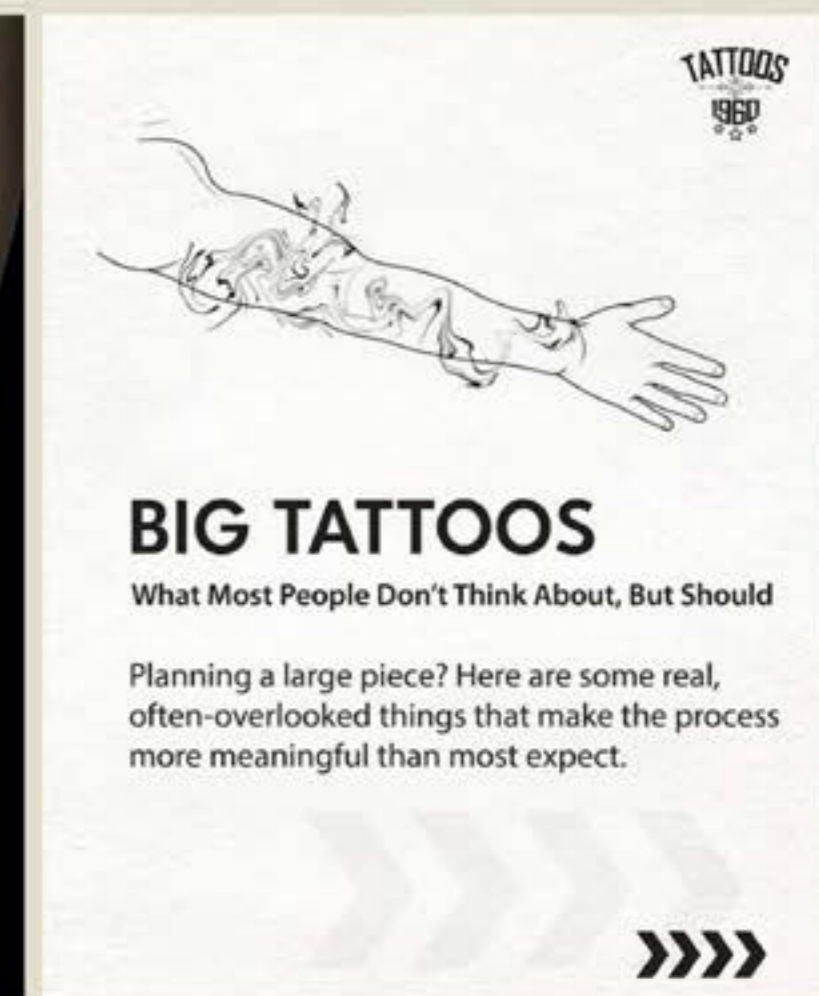 TATTOOS
1960
BIG TATTOOS
What Most People Don't Think About, But Should
Planning a large piece? Here are some real,
often-overlooked things that make the process
more meaningful than most expect.